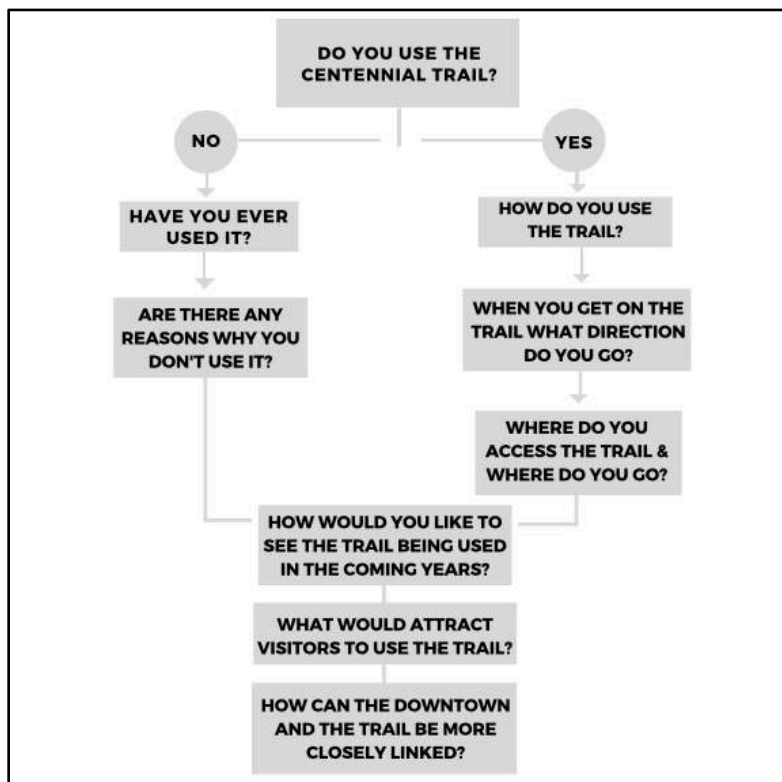 DO YOU USE THE
CENTENNIAL TRAIL?
NO
HAVE YOU EVER
USED IT?
ARE THERE ANY
REASONS WHY YOU
DON'T USE IT?
YES
HOW DO YOU USE
THE TRAIL?
WHEN YOU GET ON THE
TRAIL WHAT DIRECTION
DO YOU GO?
WHERE DO YOU
ACCESS THE TRAIL &
WHERE DO YOU GO?
HOW WOULD YOU LIKE TO
SEE THE TRAIL BEING USED
IN THE COMING YEARS?
WHAT WOULD ATTRACT
VISITORS TO USE THE TRAIL?
HOW CAN THE DOWNTOWN
AND THE TRAIL BE MORE
CLOSELY LINKED?